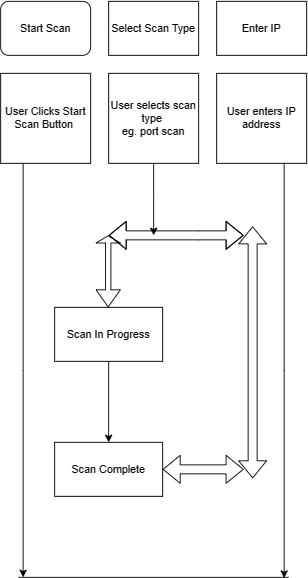 Start Scan
Select Scan Type
Enter IP
User Clicks Start
Scan Button
User selects scan
type
eg. port scan
User enters IP
address
Scan In Progress
Scan Complete